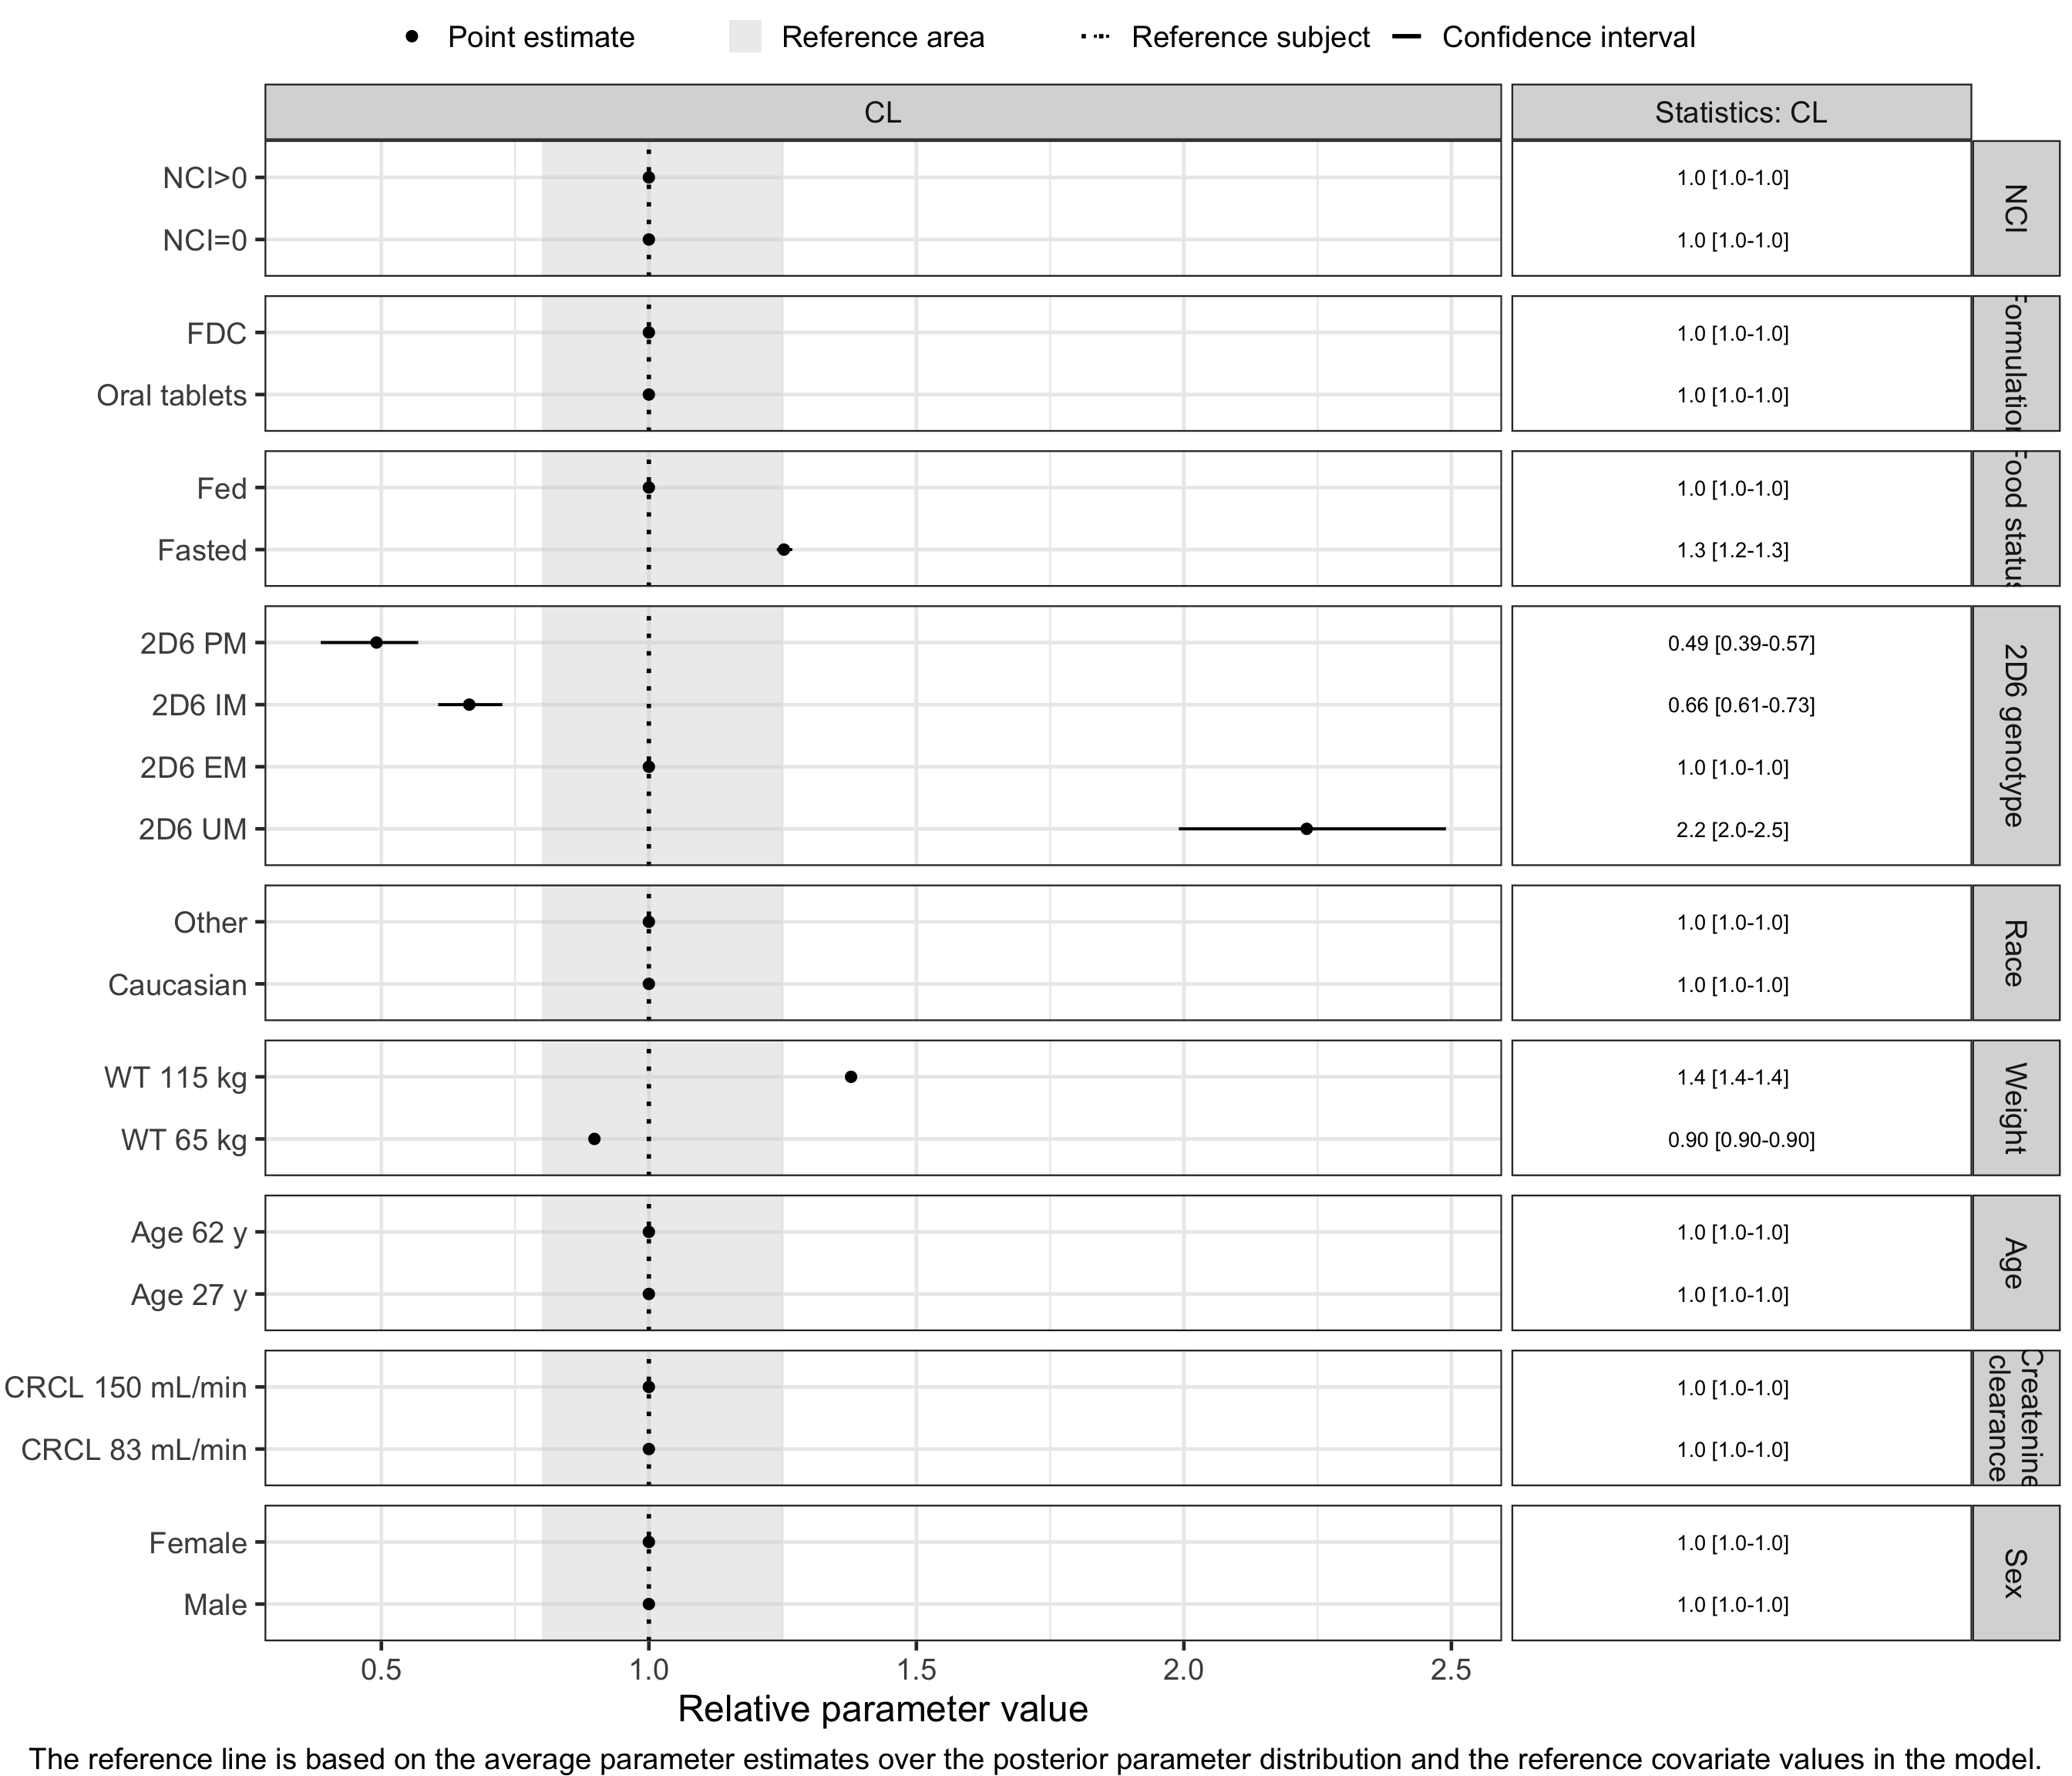 Point estimate Reference area Reference subject Confidence interval
CL Statistics: CL
NCI
NCI>0 1.0 [1.0-1.0]
NCI=0 1.0 [1.0-1.0]
Formulation
FDC 1.0 [1.0-1.0]
Oral tablets 1.0 [1.0-1.0]
Food status
Fed 1.0 [1.0-1.0]
Fasted 1.3 [1.2-1.3]
2D6 genotype
2D6 PM 0.49 [0.39-0.57]
2D6 IM 0.66 [0.61-0.73]
2D6 EM 1.0 [1.0-1.0]
2D6 UM 2.2 [2.0-2.5]
Race
Other 1.0 [1.0-1.0]
Caucasian 1.0 [1.0-1.0]
Weight
WT 115 kg 1.4 [1.4-1.4]
WT 65 kg 0.90 [0.90-0.90]
Age
Age 62 y 1.0 [1.0-1.0]
Age 27 y 1.0 [1.0-1.0]
Createnine
clearance
CRCL 150 mL/min 1.0 [1.0-1.0]
CRCL 83 mL/min 1.0 [1.0-1.0]
Sex
Female 1.0 [1.0-1.0]
Male 1.0 [1.0-1.0]
0.5 1.0 1.5 2.0 2.5
Relative parameter value
The reference line is based on the average parameter estimates over the posterior parameter distribution and the reference covariate values in the model.